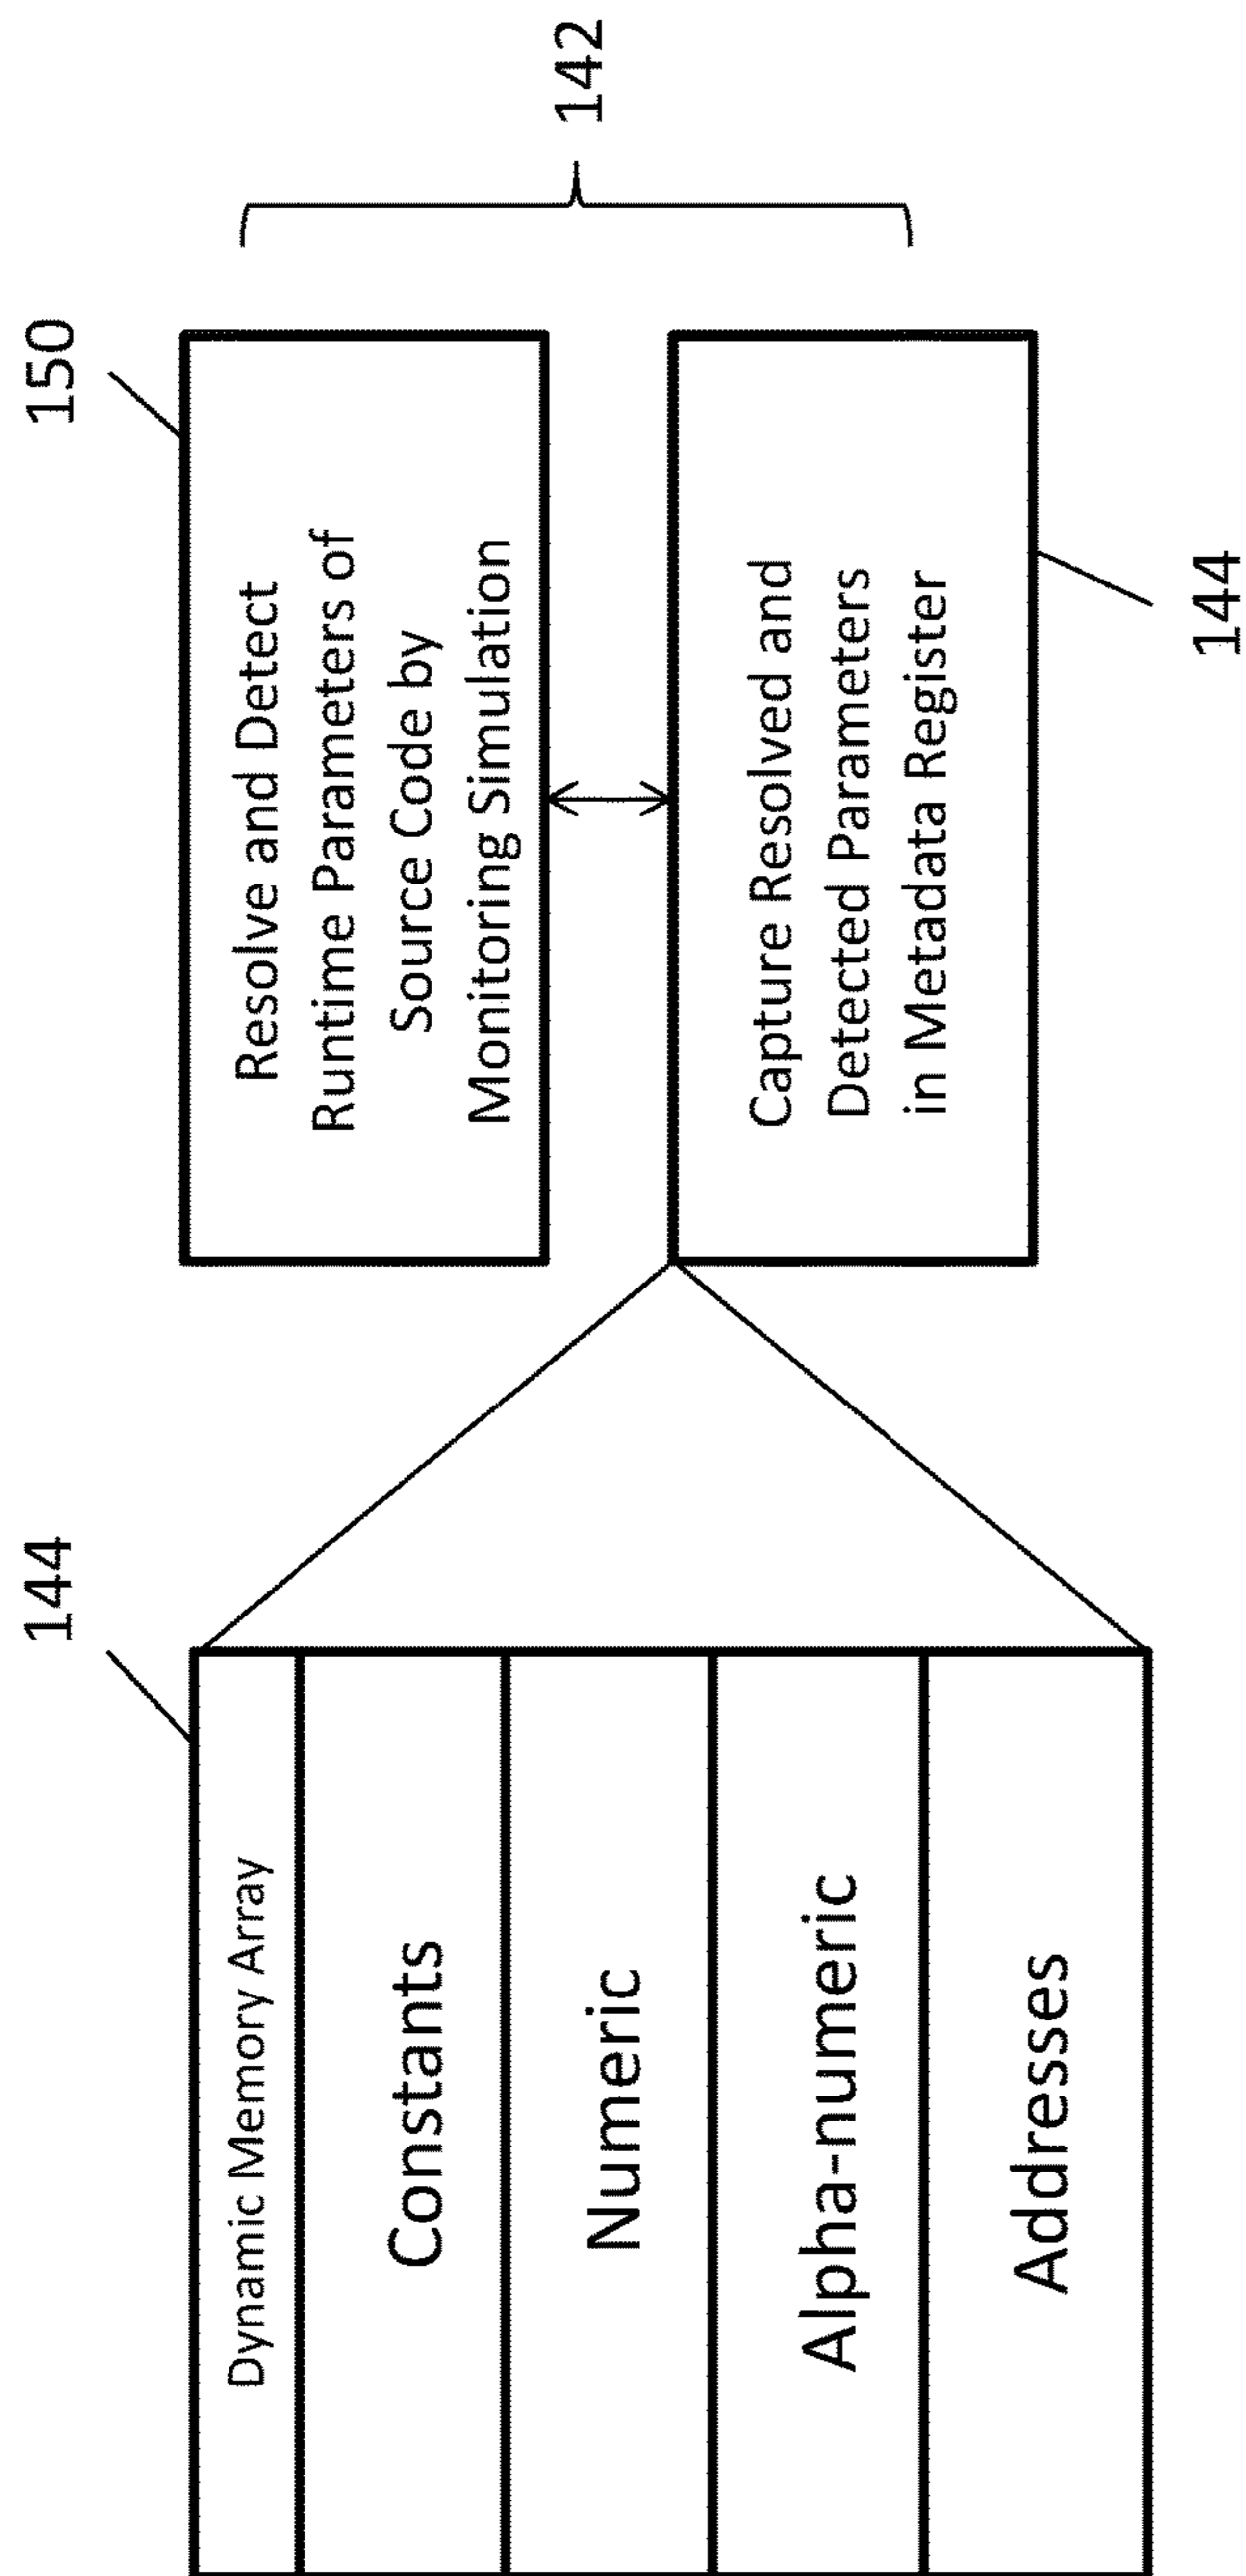 144
Dynamic Memory Array
Constants
Numeric
Alpha-numeric
Addresses
150
Resolve and Detect
Runtime Parameters of
Source Code by
Monitoring Simulation
Capture Resolved and
Detected Parameters
in Metadata Register
144
142